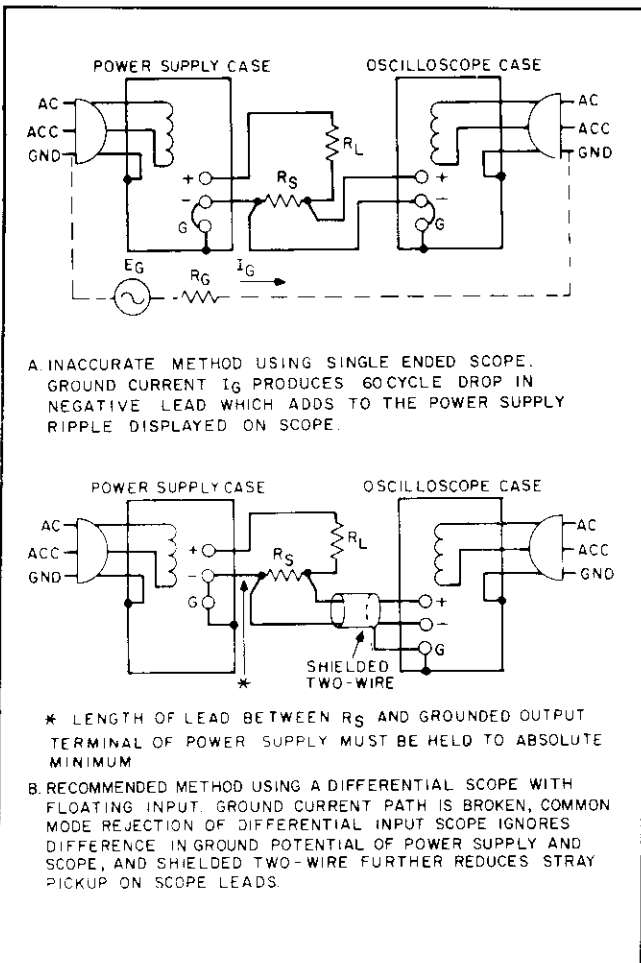 POWER SUPPLY CASE
OSCILLOSCOPE CASE
AC
ACC
GND
AC
ACC
GND
RL
RS
+
-
G
+
-
G
EG
RG
IG
A. INACCURATE METHOD USING SINGLE ENDED SCOPE.
GROUND CURRENT IG PRODUCES 60 CYCLE DROP IN
NEGATIVE LEAD WHICH ADDS TO THE POWER SUPPLY
RIPPLE DISPLAYED ON SCOPE.
POWER SUPPLY CASE
OSCILLOSCOPE CASE
AC
ACC
GND
AC
ACC
GND
RL
RS
+
-
G
+
-
G
SHIELDED
TWO-WIRE
*
* LENGTH OF LEAD BETWEEN RS AND GROUNDED OUTPUT
TERMINAL OF POWER SUPPLY MUST BE HELD TO ABSOLUTE
MINIMUM
B. RECOMMENDED METHOD USING A DIFFERENTIAL SCOPE WITH
FLOATING INPUT. GROUND CURRENT PATH IS BROKEN, COMMON
MODE REJECTION OF DIFFERENTIAL INPUT SCOPE IGNORES
DIFFERENCE IN GROUND POTENTIAL OF POWER SUPPLY AND
SCOPE, AND SHIELDED TWO-WIRE FURTHER REDUCES STRAY
PICKUP ON SCOPE LEADS.